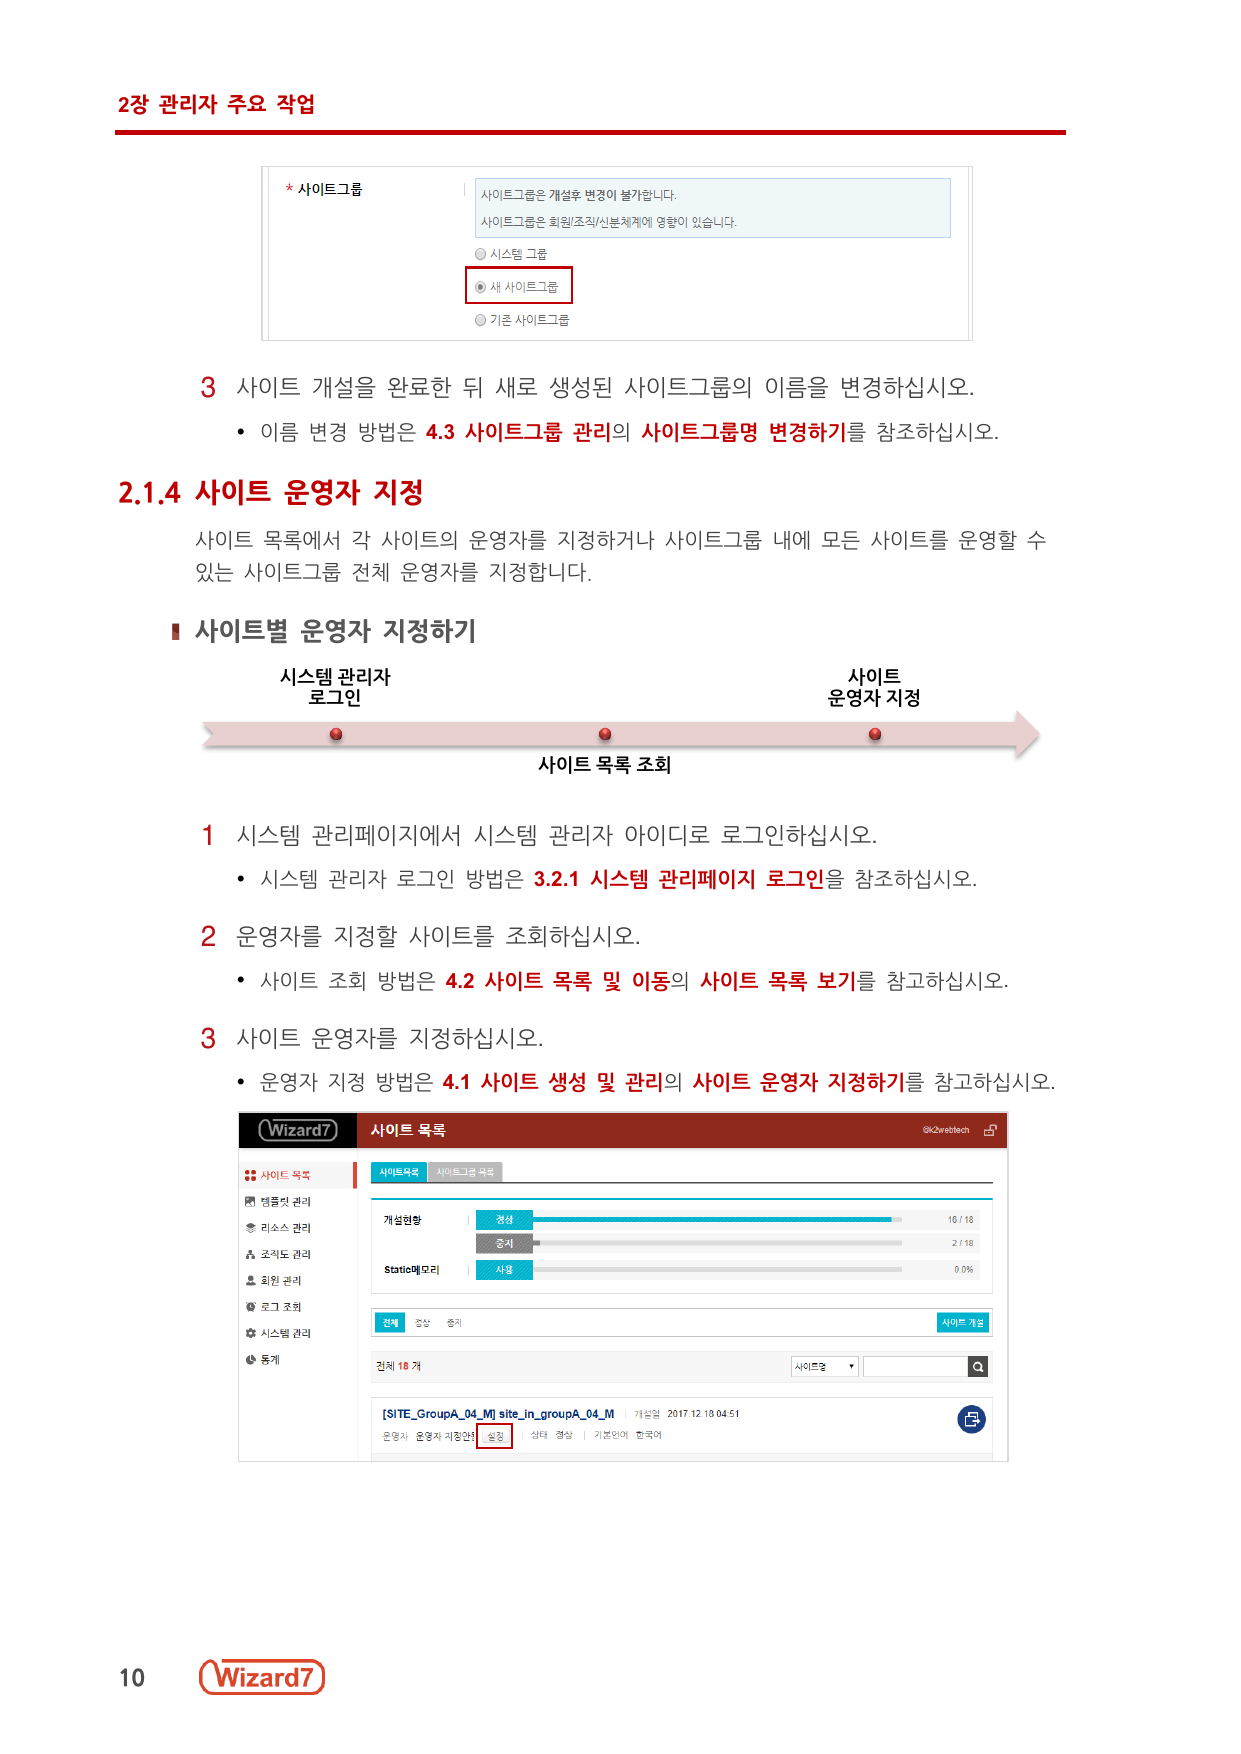 2장 관리자 주요 작업
* 사이트그룹
사이트그룹은 개설후 변경이 불가합니다.
사이트그룹은 회원/조직/신분체계에 영향이 있습니다.
시스템 그룹
새 사이트그룹
기존 사이트그룹
3 사이트 개설을 완료한 뒤 새로 생성된 사이트그룹의 이름을 변경하십시오.
• 이름 변경 방법은 4.3 사이트그룹 관리의 사이트그룹명 변경하기를 참조하십시오.
2.1.4 사이트 운영자 지정
사이트 목록에서 각 사이트의 운영자를 지정하거나 사이트그룹 내에 모든 사이트를 운영할 수
있는 사이트그룹 전체 운영자를 지정합니다.
사이트별 운영자 지정하기
시스템 관리자
로그인
사이트
운영자 지정
사이트 목록 조회
1 시스템 관리페이지에서 시스템 관리자 아이디로 로그인하십시오.
• 시스템 관리자 로그인 방법은 3.2.1 시스템 관리페이지 로그인을 참조하십시오.
2 운영자를 지정할 사이트를 조회하십시오.
• 사이트 조회 방법은 4.2 사이트 목록 및 이동의 사이트 목록 보기를 참고하십시오.
3 사이트 운영자를 지정하십시오.
• 운영자 지정 방법은 4.1 사이트 생성 및 관리의 사이트 운영자 지정하기를 참고하십시오.
Wizard7 사이트 목록 @k2webtech
사이트 목록
템플릿 관리
리소스 관리
조직도 관리
회원 관리
로그 조회
시스템 관리
통계
사이트목록 사이트그룹 목록
개설현황 정상 16 / 18
중지 2 / 18
Static메모리 사용 0.0%
전체 정상 중지 사이트 개설
전체 18 개 사이트명
[SITE_GroupA_04_M] site_in_groupA_04_M 개설일 2017.12.18 04:51
운영자 운영자 지정안됨 설정 상태 정상 기본언어 한국어
10 Wizard7